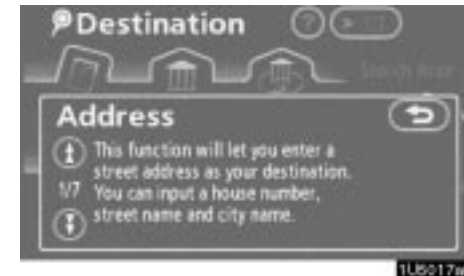 Destination
?
Search Area
Address
This function will let you enter a
street address as your destination.
1/7 You can input a house number,
street name and city name.
1U5017